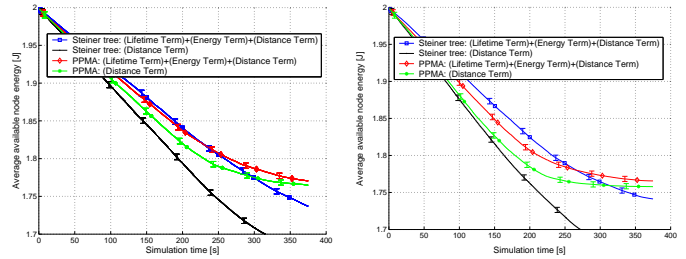 2
1.95
1.9
1.85
1.8
1.75
1.7
Average available node energy [J]
Steiner tree: (Lifetime Term)+(Energy Term)+(Distance Term)
Steiner tree: (Distance Term)
PPMA: (Lifetime Term)+(Energy Term)+(Distance Term)
PPMA: (Distance Term)
0 50 100 150 200 250 300 350 400
Simulation time [s]
2
1.95
1.9
1.85
1.8
1.75
1.7
Average available node energy [J]
Steiner tree: (Lifetime Term)+(Energy Term)+(Distance Term)
Steiner tree: (Distance Term)
PPMA: (Lifetime Term)+(Energy Term)+(Distance Term)
PPMA: (Distance Term)
0 50 100 150 200 250 300 350 400
Simulation time [s]